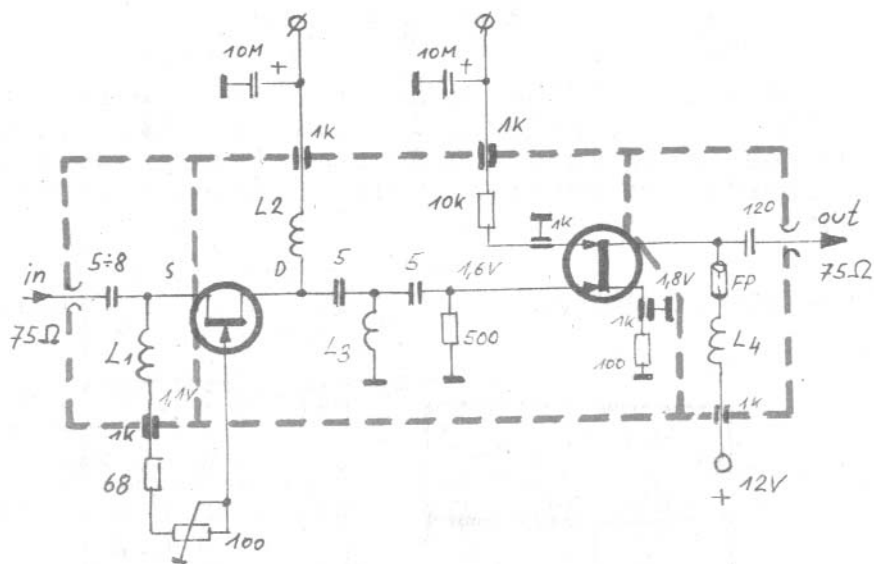 10M
+
10M
+
1k
1k
L2
10k
1k
120
out
in
5÷8
S
D
5
5
1,6V
1,8V
FP
75Ω
75Ω
L1
L3
500
1k
100
L4
1,1V
1k
1k
68
12V
+
100